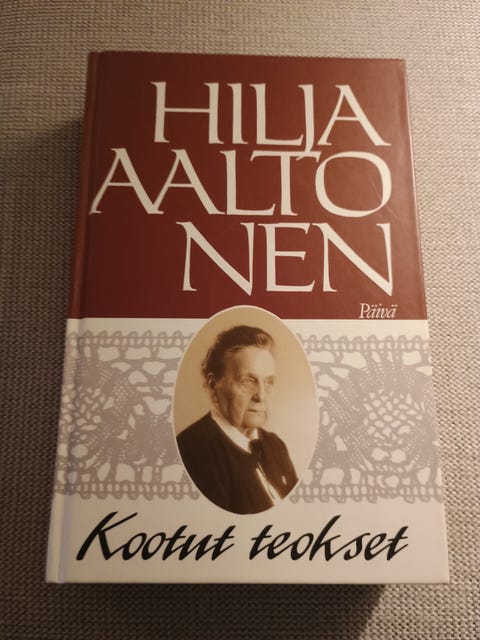 HILJA
AALTO
NEN
Päivä
Kootut teokset